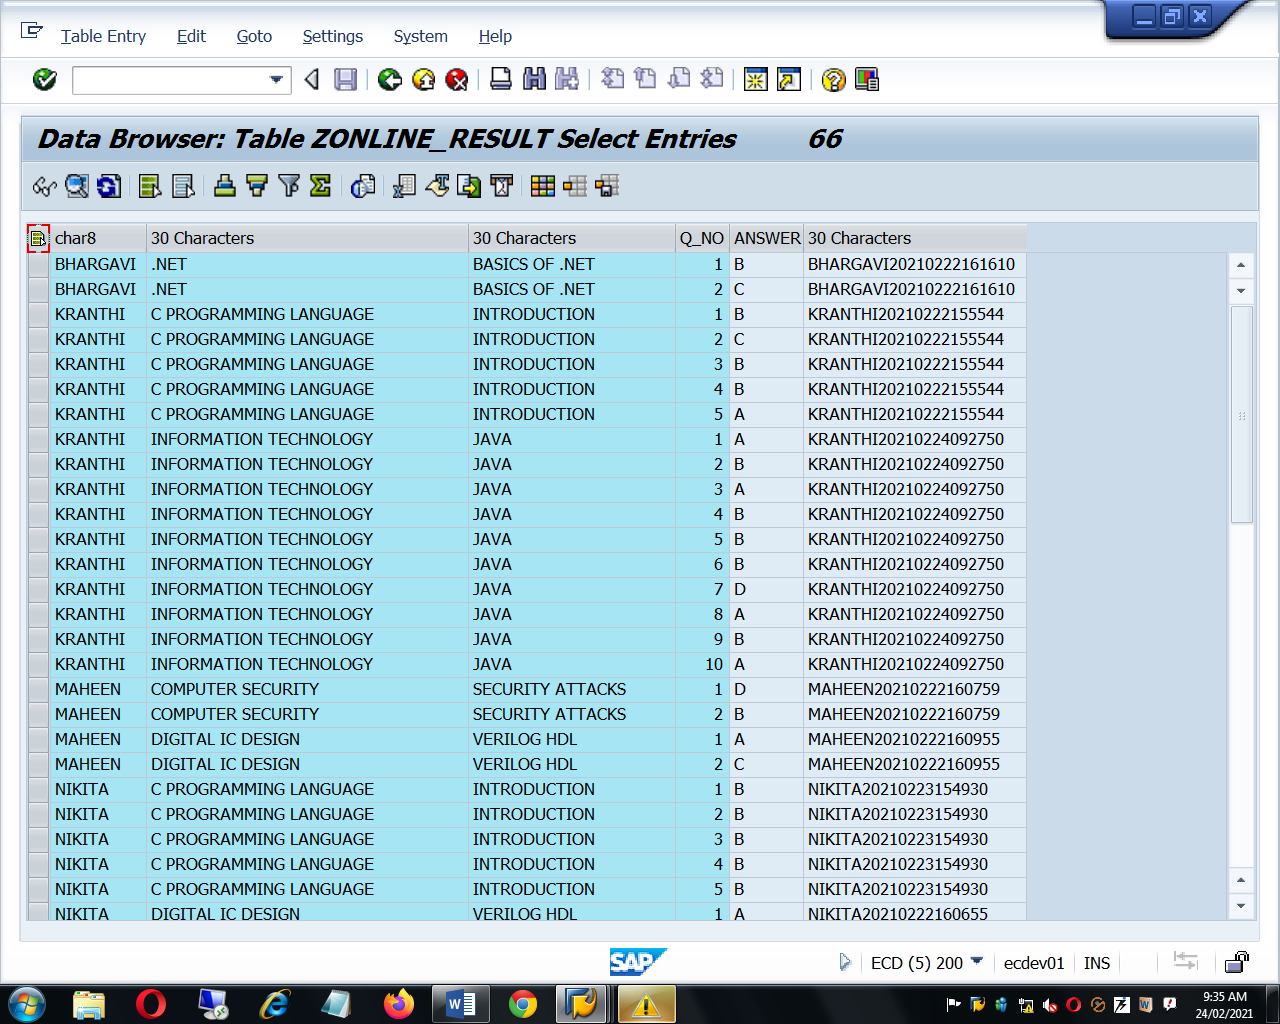 Table Entry Edit Goto Settings System Help
Data Browser: Table ZONLINE_RESULT Select Entries 66
char8 30 Characters 30 Characters Q_NO ANSWER 30 Characters
BHARGAVI .NET BASICS OF .NET 1 B BHARGAVI20210222161610
BHARGAVI .NET BASICS OF .NET 2 C BHARGAVI20210222161610
KRANTHI C PROGRAMMING LANGUAGE INTRODUCTION 1 B KRANTHI20210222155544
KRANTHI C PROGRAMMING LANGUAGE INTRODUCTION 2 C KRANTHI20210222155544
KRANTHI C PROGRAMMING LANGUAGE INTRODUCTION 3 B KRANTHI20210222155544
KRANTHI C PROGRAMMING LANGUAGE INTRODUCTION 4 B KRANTHI20210222155544
KRANTHI C PROGRAMMING LANGUAGE INTRODUCTION 5 A KRANTHI20210222155544
KRANTHI INFORMATION TECHNOLOGY JAVA 1 A KRANTHI20210224092750
KRANTHI INFORMATION TECHNOLOGY JAVA 2 B KRANTHI20210224092750
KRANTHI INFORMATION TECHNOLOGY JAVA 3 A KRANTHI20210224092750
KRANTHI INFORMATION TECHNOLOGY JAVA 4 B KRANTHI20210224092750
KRANTHI INFORMATION TECHNOLOGY JAVA 5 B KRANTHI20210224092750
KRANTHI INFORMATION TECHNOLOGY JAVA 6 B KRANTHI20210224092750
KRANTHI INFORMATION TECHNOLOGY JAVA 7 D KRANTHI20210224092750
KRANTHI INFORMATION TECHNOLOGY JAVA 8 A KRANTHI20210224092750
KRANTHI INFORMATION TECHNOLOGY JAVA 9 B KRANTHI20210224092750
KRANTHI INFORMATION TECHNOLOGY JAVA 10 A KRANTHI20210224092750
MAHEEN COMPUTER SECURITY SECURITY ATTACKS 1 D MAHEEN20210222160759
MAHEEN COMPUTER SECURITY SECURITY ATTACKS 2 B MAHEEN20210222160759
MAHEEN DIGITAL IC DESIGN VERILOG HDL 1 A MAHEEN20210222160955
MAHEEN DIGITAL IC DESIGN VERILOG HDL 2 C MAHEEN20210222160955
NIKITA C PROGRAMMING LANGUAGE INTRODUCTION 1 B NIKITA20210223154930
NIKITA C PROGRAMMING LANGUAGE INTRODUCTION 2 B NIKITA20210223154930
NIKITA C PROGRAMMING LANGUAGE INTRODUCTION 3 B NIKITA20210223154930
NIKITA C PROGRAMMING LANGUAGE INTRODUCTION 4 B NIKITA20210223154930
NIKITA C PROGRAMMING LANGUAGE INTRODUCTION 5 B NIKITA20210223154930
NIKITA DIGITAL IC DESIGN VERILOG HDL 1 A NIKITA20210222160655
SAP ECD (5) 200 ecdev01 INS
9:35 AM
24/02/2021